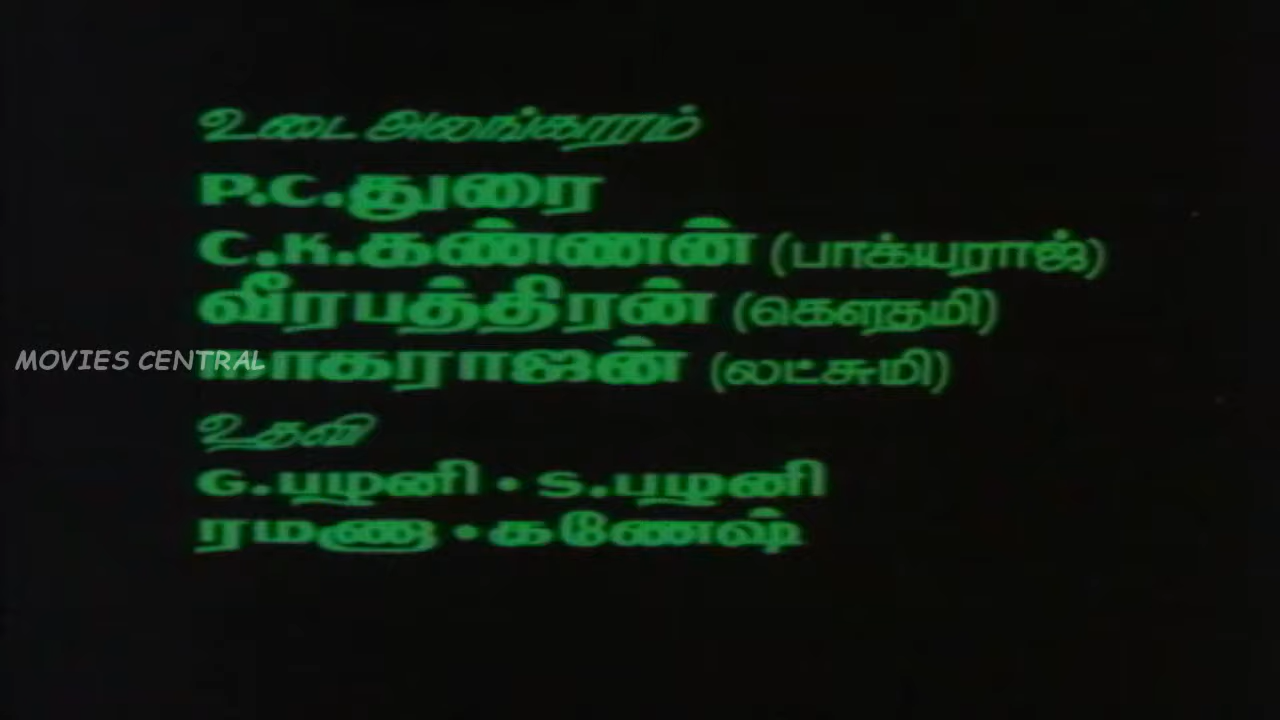 உடை அலங்காரம்
P.C.துரை
C.K.கண்ணன் (பாக்யராஜ்)
வீரபத்திரன் (கௌதமி)
MOVIES CENTRAL
நாகராஜன் (லட்சுமி)
உதவி
G.பழனி • S.பழனி
ரமணா • கணேஷ்